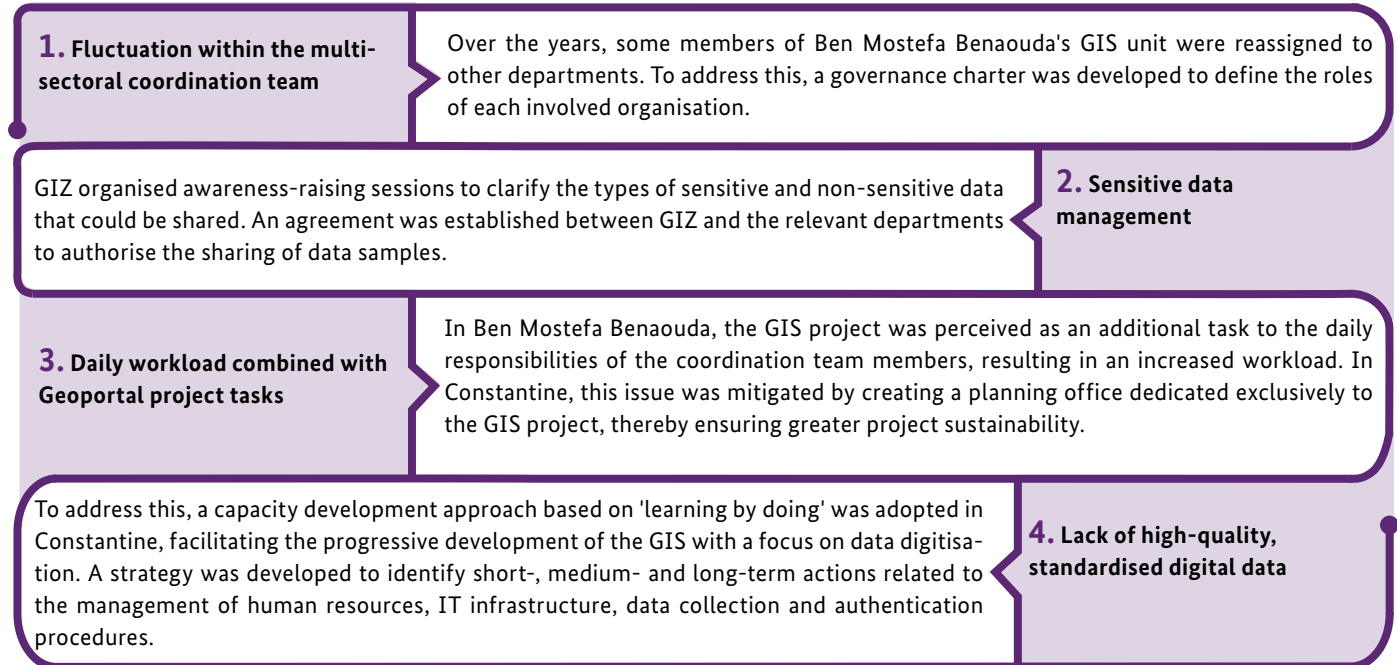 1. Fluctuation within the multi-
sectoral coordination team
Over the years, some members of Ben Mostefa Benaouda's GIS unit were reassigned to
other departments. To address this, a governance charter was developed to define the roles
of each involved organisation.
2. Sensitive data
management
GIZ organised awareness-raising sessions to clarify the types of sensitive and non-sensitive data
that could be shared. An agreement was established between GIZ and the relevant departments
to authorise the sharing of data samples.
3. Daily workload combined with
Geoportal project tasks
In Ben Mostefa Benaouda, the GIS project was perceived as an additional task to the daily
responsibilities of the coordination team members, resulting in an increased workload. In
Constantine, this issue was mitigated by creating a planning office dedicated exclusively to
the GIS project, thereby ensuring greater project sustainability.
4. Lack of high-quality,
standardised digital data
To address this, a capacity development approach based on 'learning by doing' was adopted in
Constantine, facilitating the progressive development of the GIS with a focus on data digitisa-
tion. A strategy was developed to identify short-, medium- and long-term actions related to
the management of human resources, IT infrastructure, data collection and authentication
procedures.